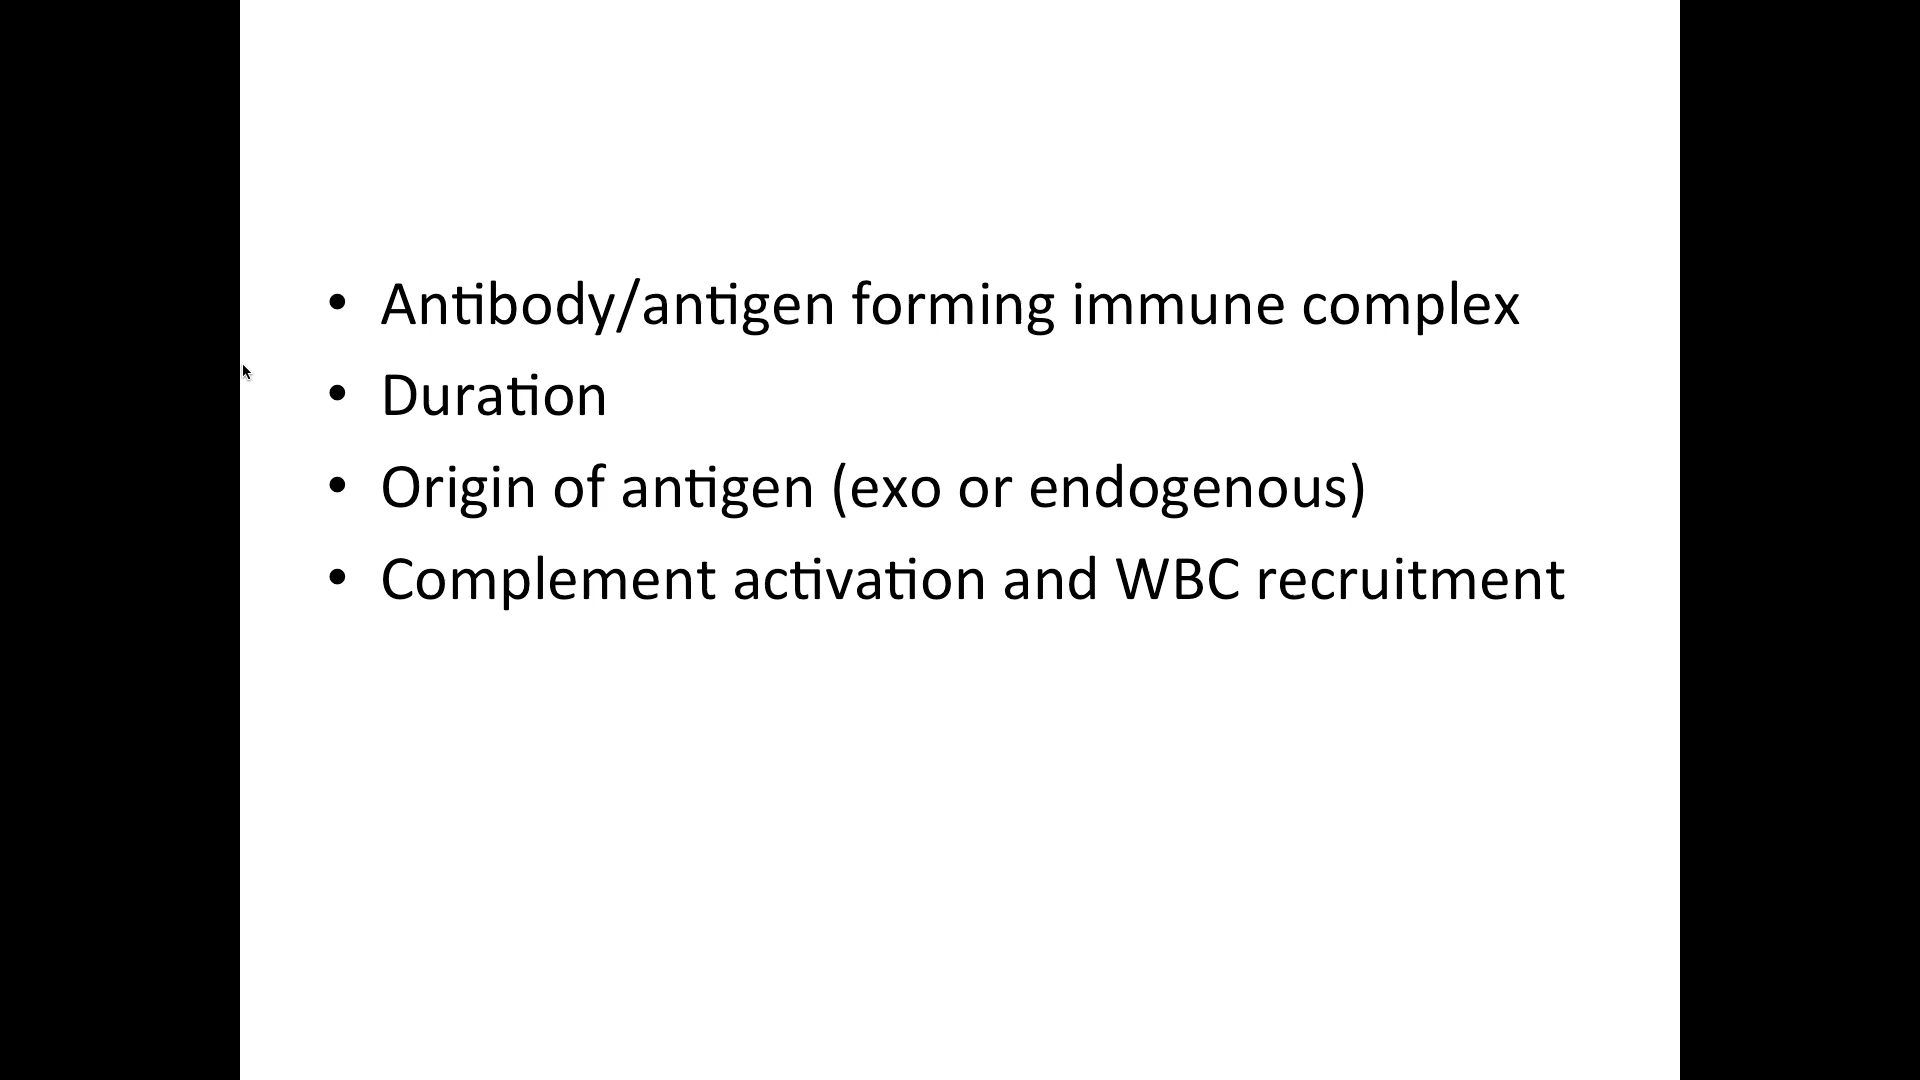 • Antibody/antigen forming immune complex
• Duration
• Origin of antigen (exo or endogenous)
• Complement activation and WBC recruitment